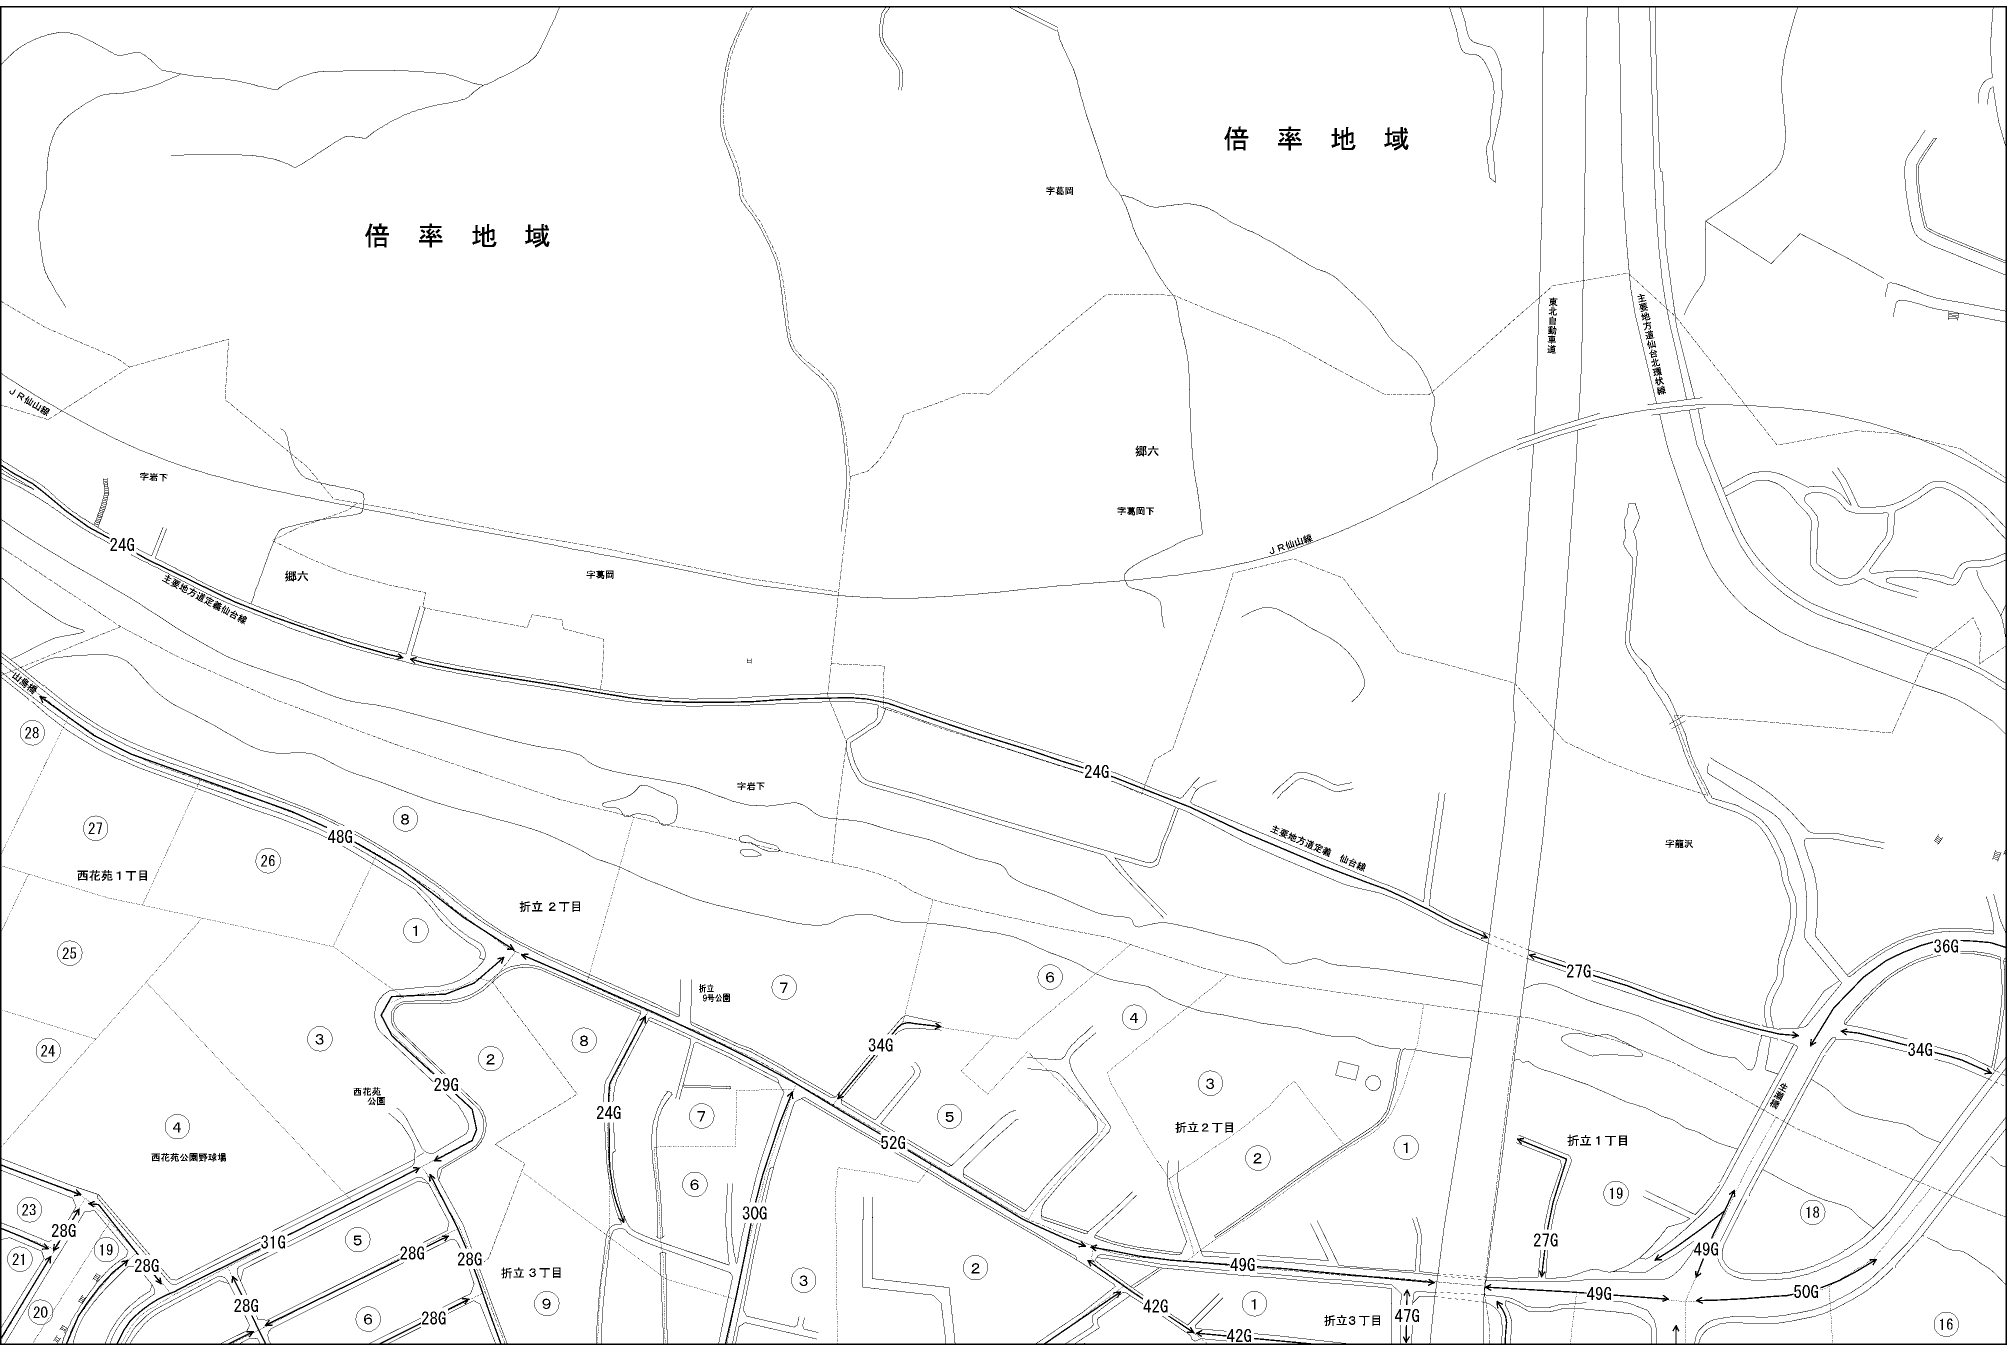 倍率地域
字葛岡
倍率地域
東北自動車道
主要地方道仙台北環状線
ＪＲ仙山線
郷六
字岩下
字葛岡下
ＪＲ仙山線
24G
郷六
字葛岡
主要地方道定義仙台線
28
24G
字岩下
8
48G
27
26
主要地方道定義 仙台線
字龍沢
西花苑１丁目
折立２丁目
1
25
36G
27G
7
6
折立
9号公園
4
24
3
2
8
34G
34G
29G
3
西花苑
公園
24G
7
5
4
52G
折立２丁目
折立１丁目
1
西花苑公園野球場
2
6
19
23
28G
30G
18
5
31G
28G
28G
27G
49G
21
19
28G
折立３丁目
3
2
49G
49G
50G
20
28G
6
28G
9
42G
1
47G
折立３丁目
16
42G